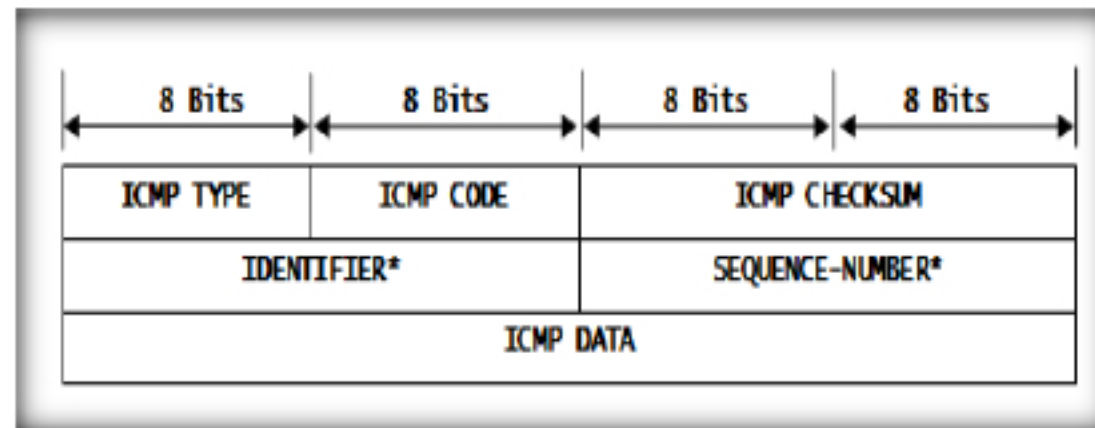 8 Bits 8 Bits 8 Bits 8 Bits
ICMP TYPE ICMP CODE ICMP CHECKSUM
IDENTIFIER* SEQUENCE-NUMBER*
ICMP DATA